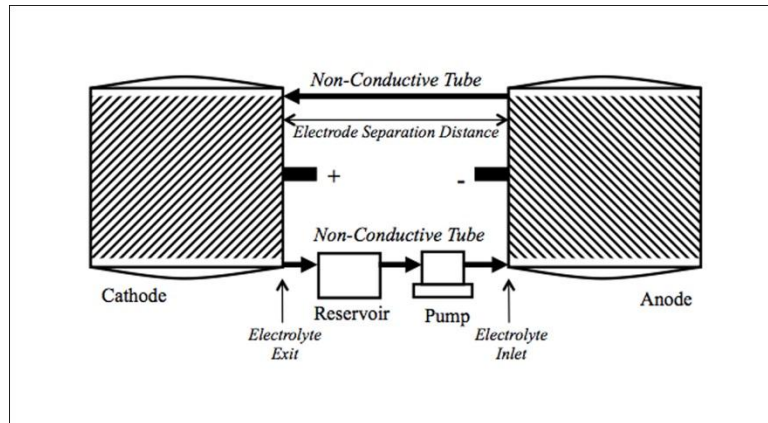 Non-Conductive Tube
Electrode Separation Distance
+
-
Non-Conductive Tube
Cathode
Reservoir
Pump
Anode
Electrolyte
Exit
Electrolyte
Inlet